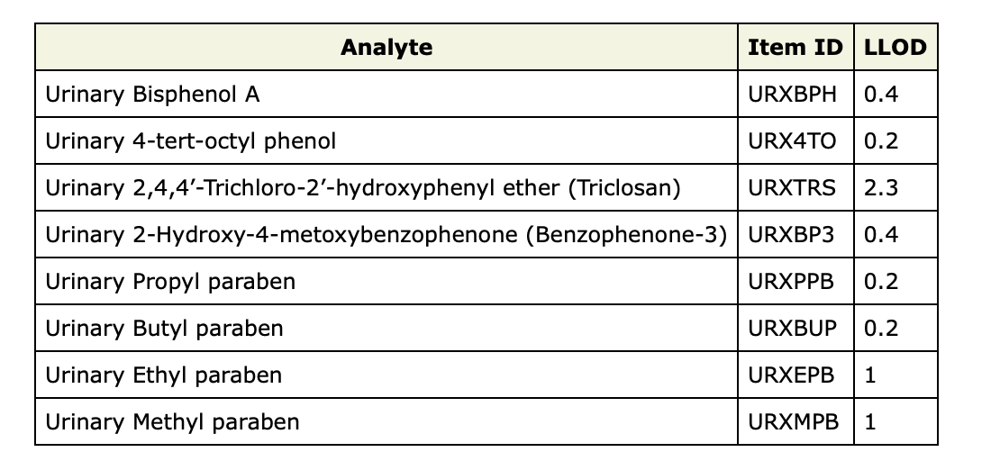 Analyte Item ID LLOD
Urinary Bisphenol A URXBPH 0.4
Urinary 4-tert-octyl phenol URX4TO 0.2
Urinary 2,4,4′-Trichloro-2′-hydroxyphenyl ether (Triclosan) URXTRS 2.3
Urinary 2-Hydroxy-4-metoxybenzophenone (Benzophenone-3) URXBP3 0.4
Urinary Propyl paraben URXPPB 0.2
Urinary Butyl paraben URXBUP 0.2
Urinary Ethyl paraben URXEPB 1
Urinary Methyl paraben URXMPB 1